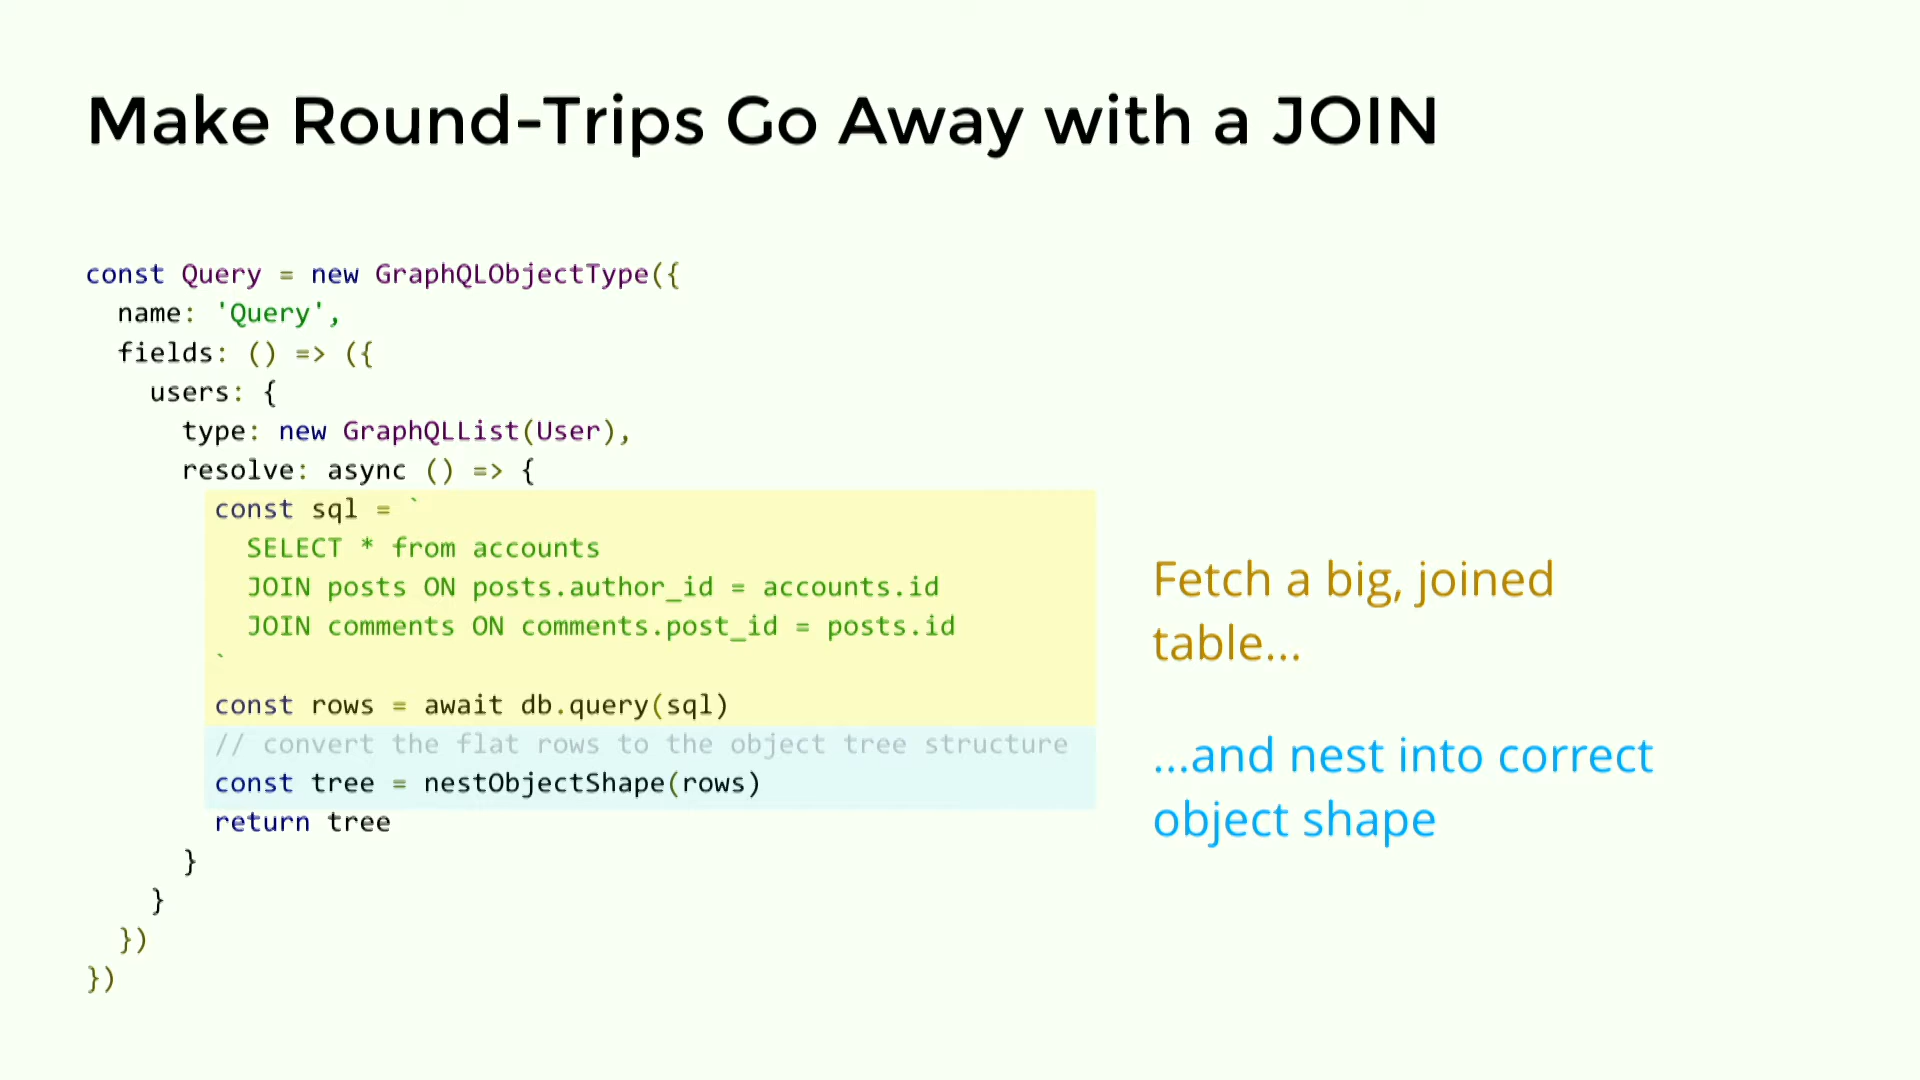 Make Round-Trips Go Away with a JOIN
const Query = new GraphQLObjectType({
  name: 'Query',
  fields: () => ({
    users: {
      type: new GraphQLList(User),
      resolve: async () => {
        const sql = `
          SELECT * from accounts
          JOIN posts ON posts.author_id = accounts.id
          JOIN comments ON comments.post_id = posts.id
        `
        const rows = await db.query(sql)
        // convert the flat rows to the object tree structure
        const tree = nestObjectShape(rows)
        return tree
      }
    }
  })
})
Fetch a big, joined
table...
...and nest into correct
object shape